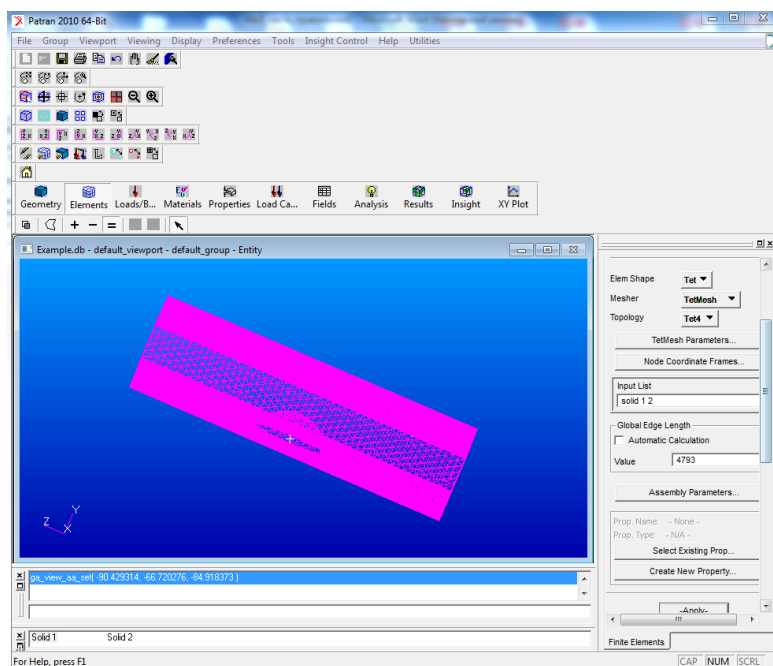 Patran 2010 64-Bit
File Group Viewport Viewing Display Preferences Tools Insight Control Help Utilities
Geometry Elements Loads/B... Materials Properties Load Ca... Fields Analysis Results Insight XY Plot
Example.db - default_viewport - default_group - Entity
Y
Z
X
Elem Shape Tet
Mesher TetMesh
Topology Tet4
TetMesh Parameters...
Node Coordinate Frames...
Input List
solid 1 2
Global Edge Length
Automatic Calculation
Value 4793
Assembly Parameters...
Prop. Name: - None -
Prop. Type: - N/A -
Select Existing Prop...
Create New Property...
-Apply-
Finite Elements
ga_view_aa_set( -90.429314, -66.720276, -84.918373 )
Solid 1 Solid 2
For Help, press F1
CAP NUM SCRL